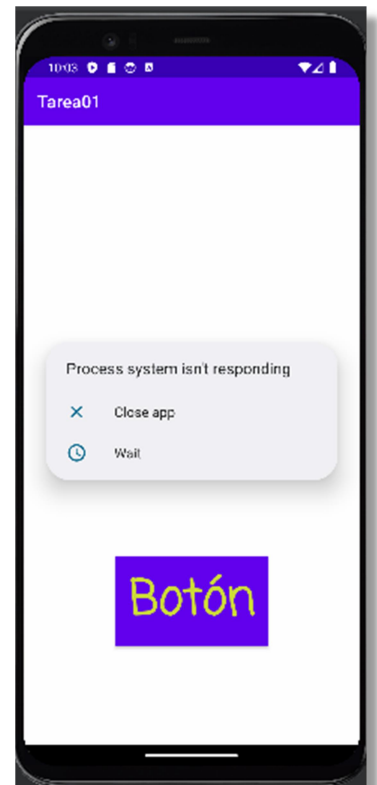 10:03
Tarea01
Process system isn't responding
Close app
Wait
Botón